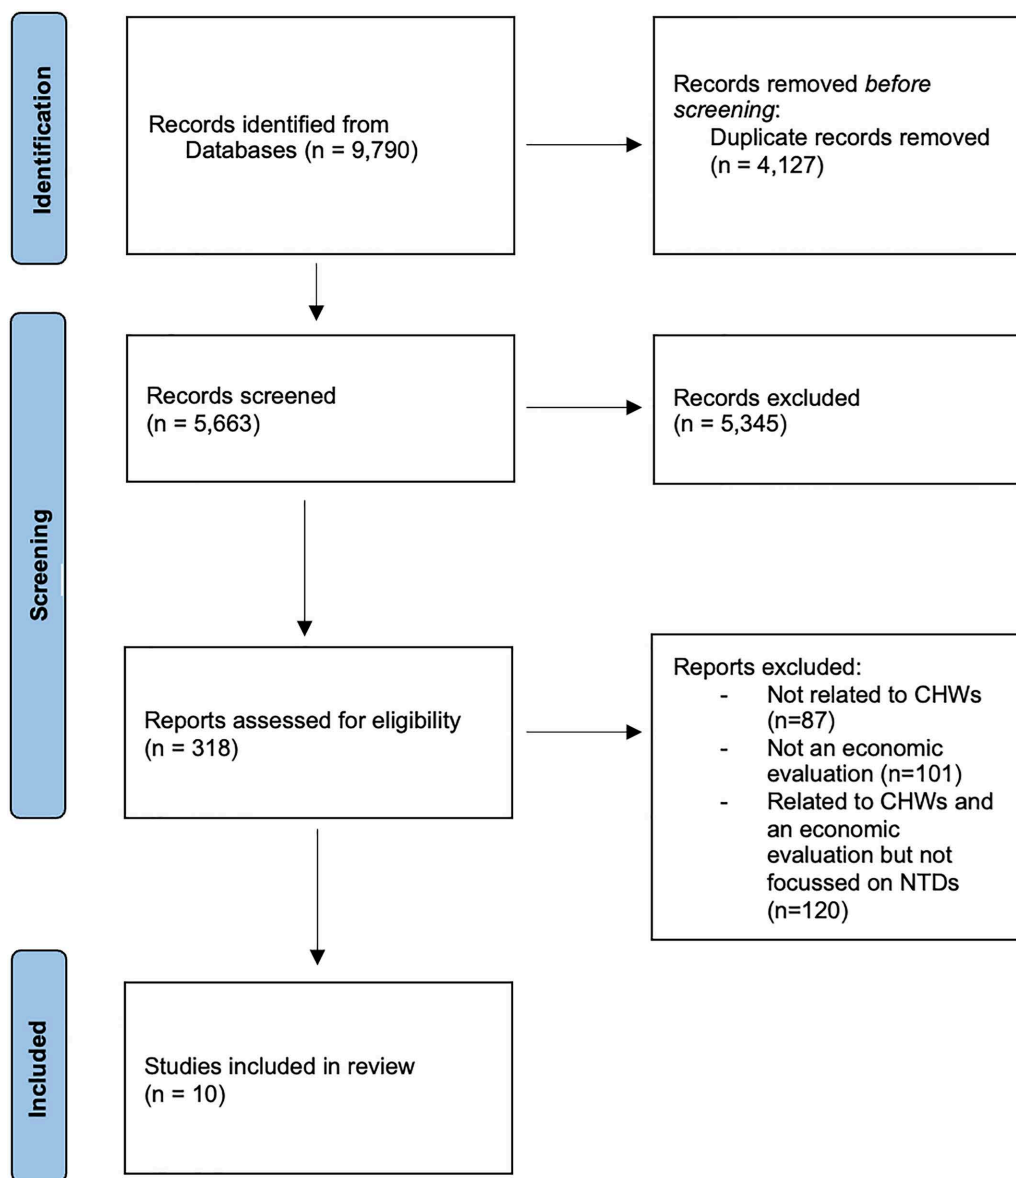 Identification
Records identified from
Databases (n = 9,790)
Records removed before
screening:
Duplicate records removed
(n = 4,127)
Screening
Records screened
(n = 5,663)
Records excluded
(n = 5,345)
Reports assessed for eligibility
(n = 318)
Reports excluded:
- Not related to CHWs
(n=87)
- Not an economic
evaluation (n=101)
- Related to CHWs and
an economic
evaluation but not
focussed on NTDs
(n=120)
Included
Studies included in review
(n = 10)